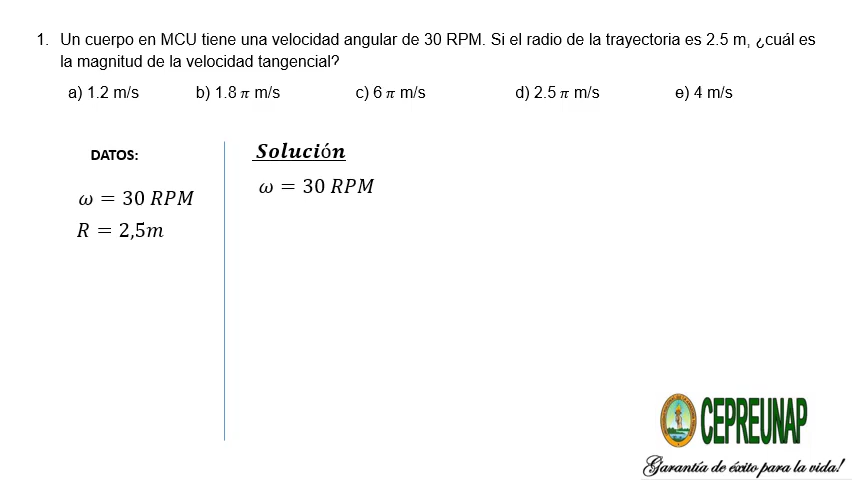 1. Un cuerpo en MCU tiene una velocidad angular de 30 RPM. Si el radio de la trayectoria es 2.5 m, ¿cuál es
la magnitud de la velocidad tangencial?
a) 1.2 m/s b) 1.8 π m/s c) 6 π m/s d) 2.5 π m/s e) 4 m/s
DATOS:
Solución
ω = 30 RPM
ω = 30 RPM
R = 2,5m
CEPREUNAP
Garantía de éxito para la vida!